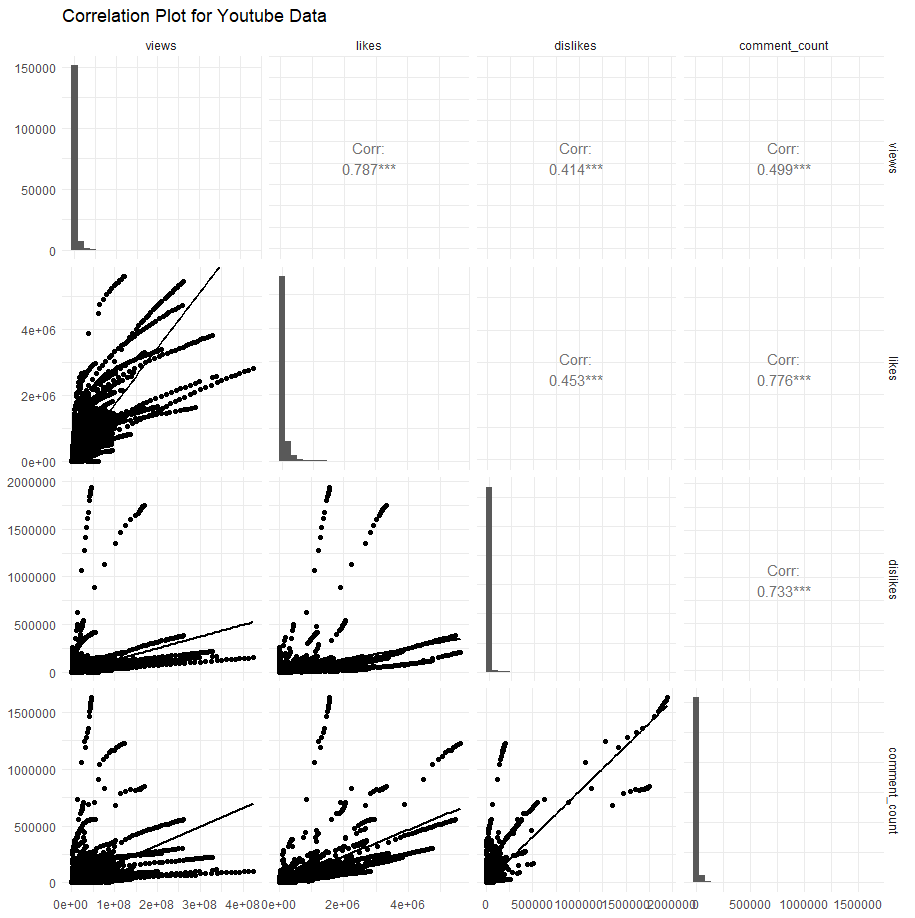 Correlation Plot for Youtube Data
views likes dislikes comment_count
150000
100000
50000
0
Corr:
0.787***
Corr:
0.414***
Corr:
0.499***
views
4e+06
2e+06
0e+00
Corr:
0.453***
Corr:
0.776***
likes
2000000
1500000
1000000
500000
0
Corr:
0.733***
dislikes
1500000
1000000
500000
0
comment_count
0e+00 1e+08 2e+08 3e+08 4e+08
0e+00 2e+06 4e+06
0 500000 1000000 1500000 2000000
0 500000 1000000 1500000